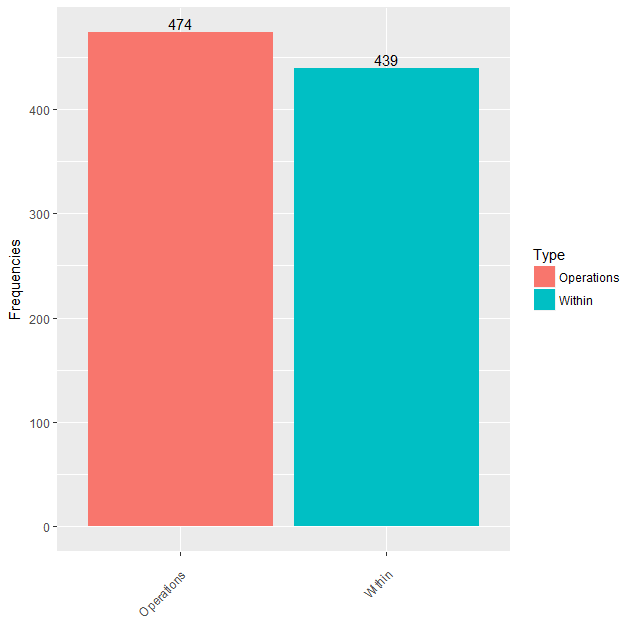 474
439
400
300
200
100
0
Frequencies
Operations
Within
Type
Operations
Within